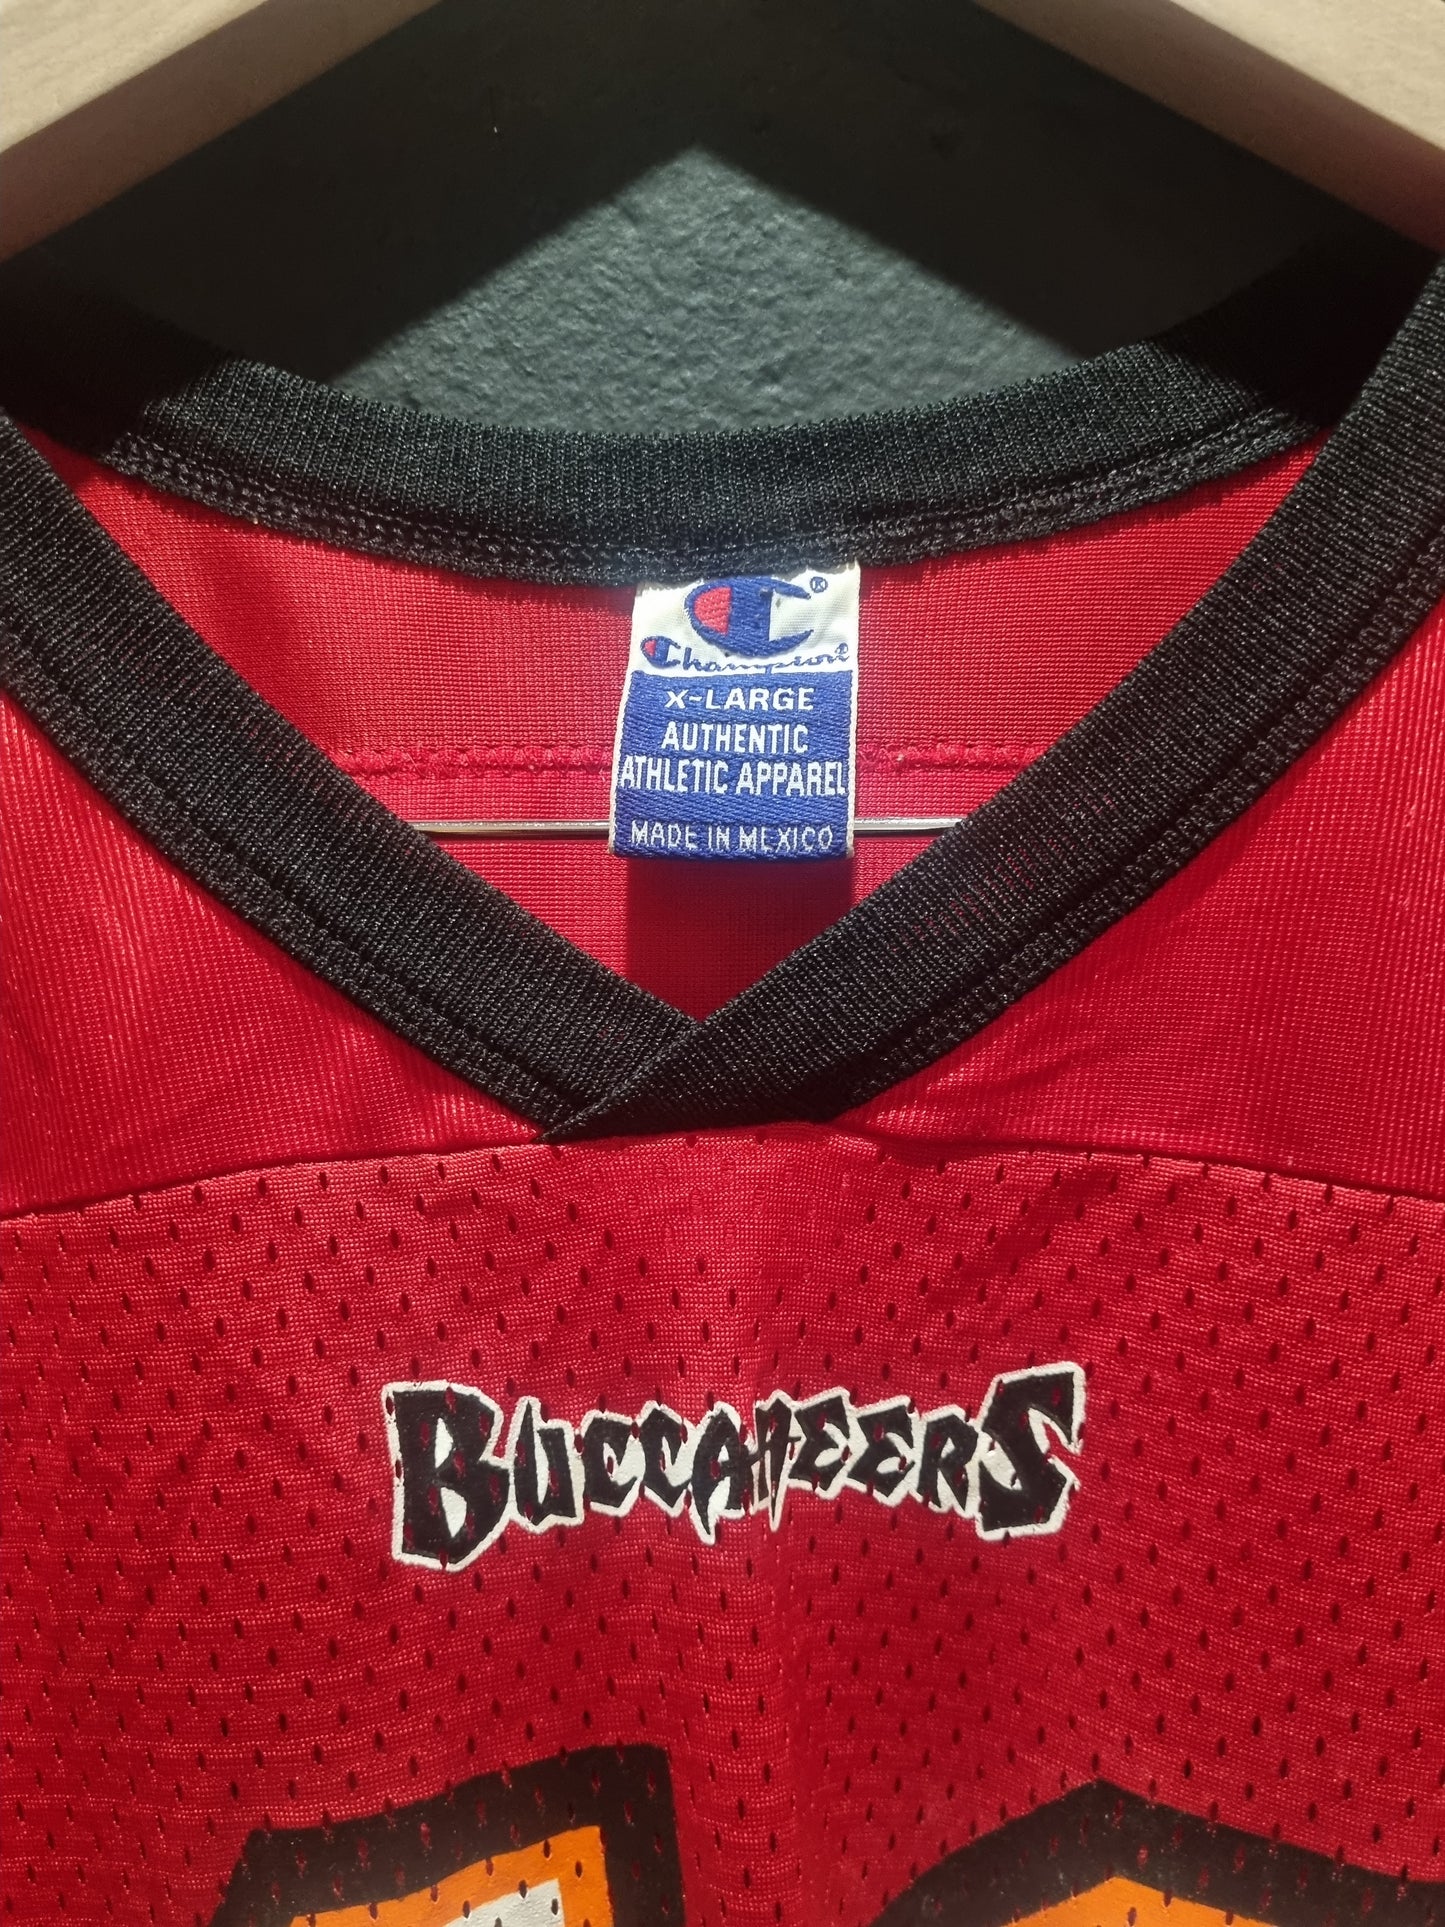 Champion®
X-LARGE
AUTHENTIC
ATHLETIC APPAREL
MADE IN MEXICO
BUCCANEERS